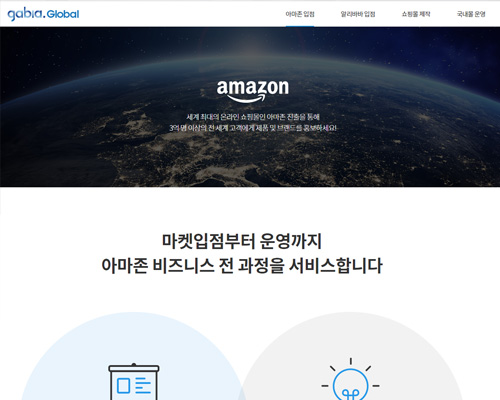 gabia.Global
아마존 입점 알리바바 입점 쇼핑몰 제작 국내몰 운영
amazon
세계 최대의 온라인 쇼핑몰인 아마존 진출을 통해
3억 명 이상의 전 세계 고객에게 제품 및 브랜드를 홍보하세요!
마켓입점부터 운영까지
아마존 비즈니스 전 과정을 서비스합니다